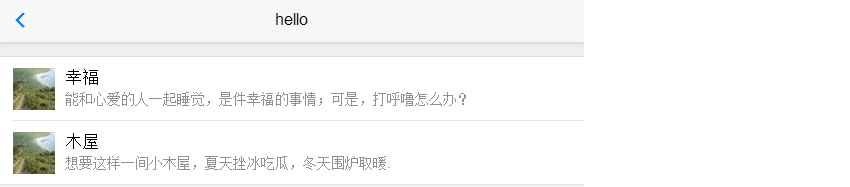 hello
幸福
能和心爱的人一起睡觉，是件幸福的事情；可是，打呼噜怎么办？
木屋
想要这样一间小木屋，夏天挫冰吃瓜，冬天围炉取暖.